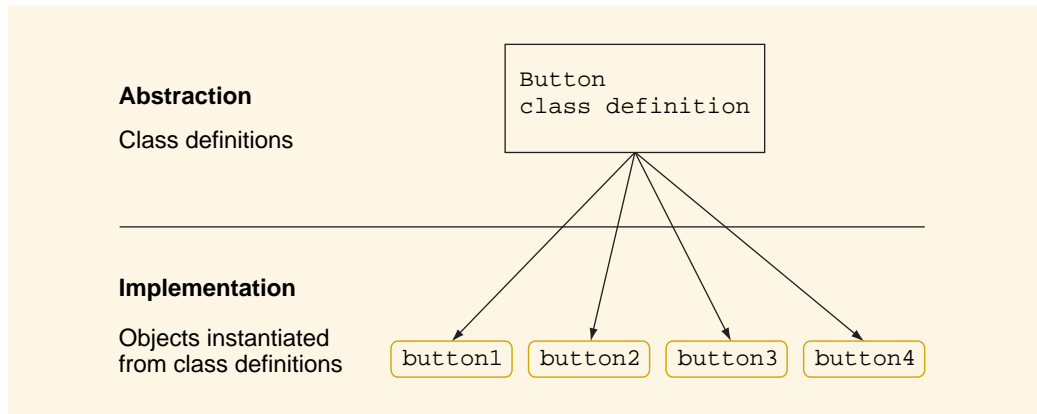 Abstraction
Class definitions
Button
class definition
Implementation
Objects instantiated
from class definitions
button1
button2
button3
button4